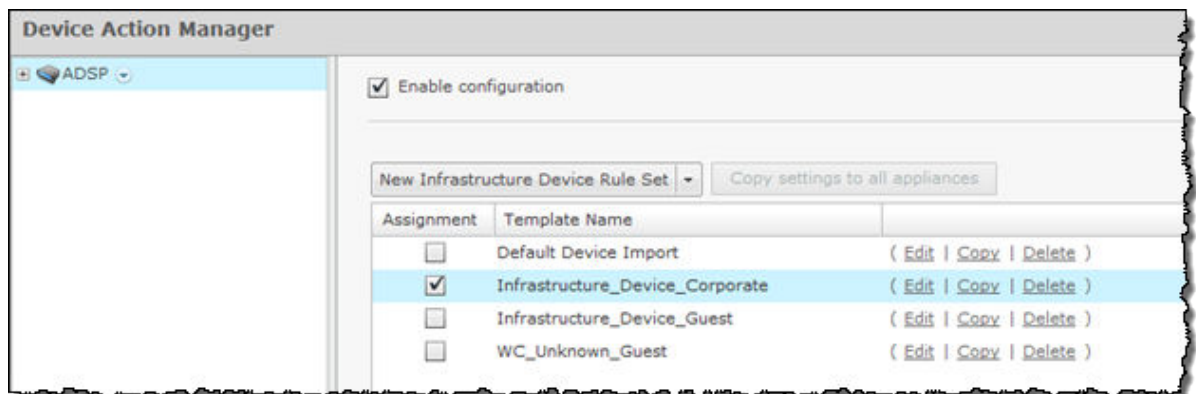 Device Action Manager
ADSP
Enable configuration
New Infrastructure Device Rule Set
Copy settings to all appliances
Assignment Template Name
Default Device Import ( Edit | Copy | Delete )
Infrastructure_Device_Corporate ( Edit | Copy | Delete )
Infrastructure_Device_Guest ( Edit | Copy | Delete )
WC_Unknown_Guest ( Edit | Copy | Delete )